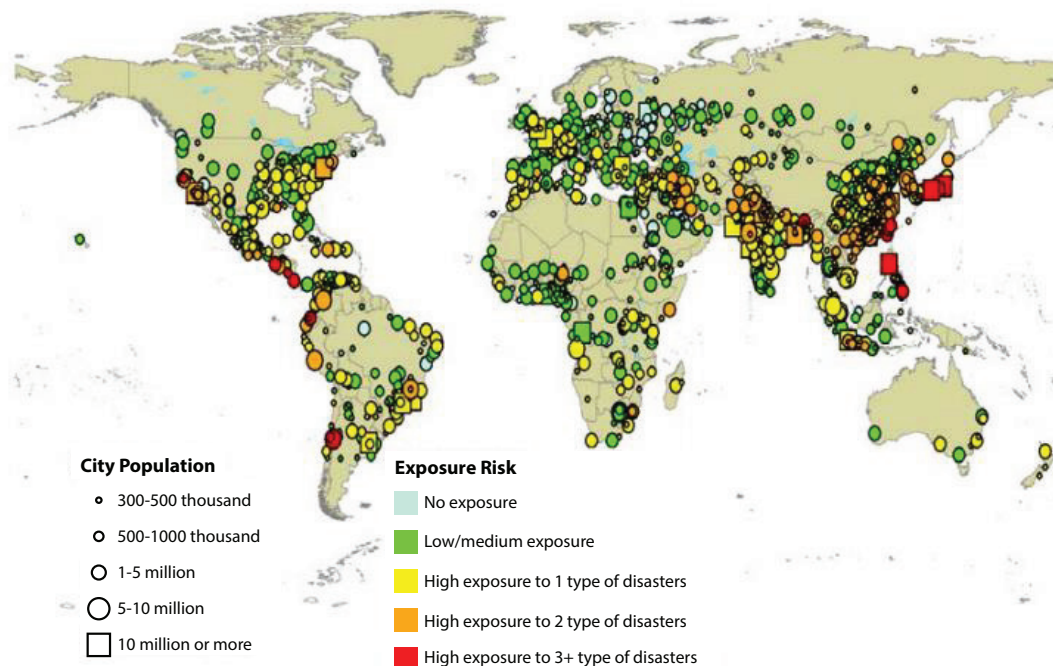 City Population
300-500 thousand
500-1000 thousand
1-5 million
5-10 million
10 million or more
Exposure Risk
No exposure
Low/medium exposure
High exposure to 1 type of disasters
High exposure to 2 type of disasters
High exposure to 3+ type of disasters